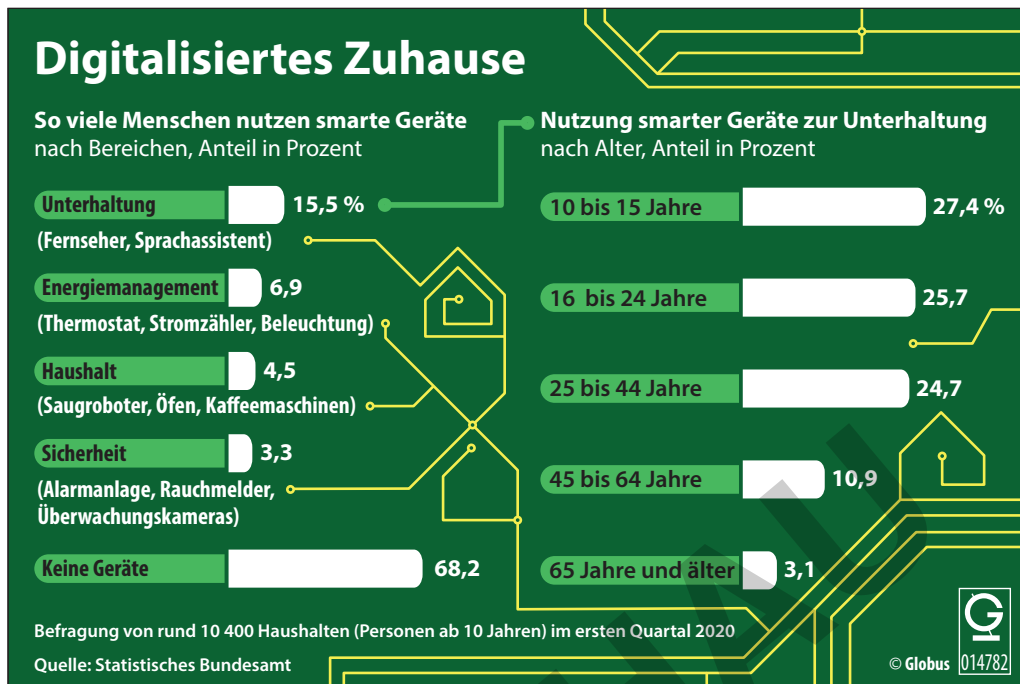 Digitalisiertes Zuhause
So viele Menschen nutzen smarte Geräte
nach Bereichen, Anteil in Prozent
Unterhaltung 15,5 %
(Fernseher, Sprachassistent)
Energiemanagement 6,9
(Thermostat, Stromzähler, Beleuchtung)
Haushalt 4,5
(Saugroboter, Öfen, Kaffeemaschinen)
Sicherheit 3,3
(Alarmanlage, Rauchmelder,
Überwachungskameras)
Keine Geräte 68,2
Nutzung smarter Geräte zur Unterhaltung
nach Alter, Anteil in Prozent
10 bis 15 Jahre 27,4 %
16 bis 24 Jahre 25,7
25 bis 44 Jahre 24,7
45 bis 64 Jahre 10,9
65 Jahre und älter 3,1
Befragung von rund 10 400 Haushalten (Personen ab 10 Jahren) im ersten Quartal 2020
Quelle: Statistisches Bundesamt
© Globus 014782
G